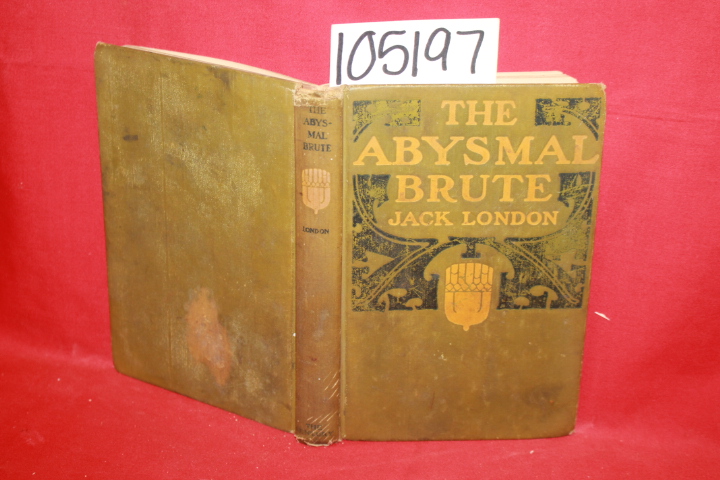 105197
THE
ABYS-
MAL
BRUTE
LONDON
THE
ABYSMAL
BRUTE
JACK LONDON